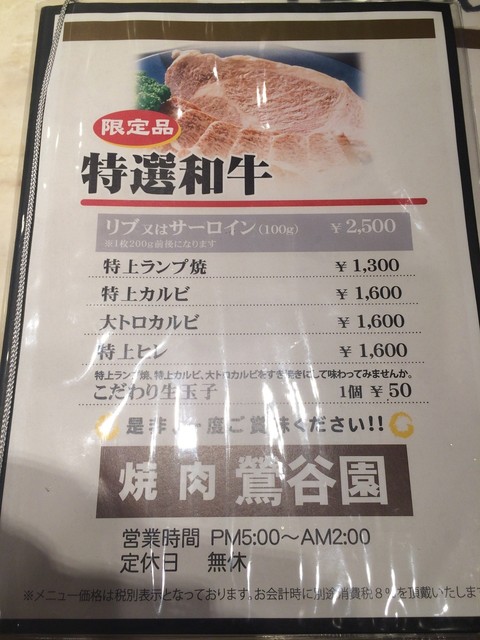 限定品
特選和牛
リブ又はサーロイン(100g) ¥2,500
※1枚200g前後になります
特上ランプ焼 ¥1,300
特上カルビ ¥1,600
大トロカルビ ¥1,600
特上ヒレ ¥1,600
特上ランプ焼、特上カルビ、大トロカルビをすき焼きにして味わってみませんか。
こだわり生玉子 1個 ¥50
是非、一度ご賞味ください!!
焼肉 鶯谷園
営業時間 PM5:00〜AM2:00
定休日 無休
※メニュー価格は税別表示となっております。お会計時に別途消費税8%を頂戴いたしま